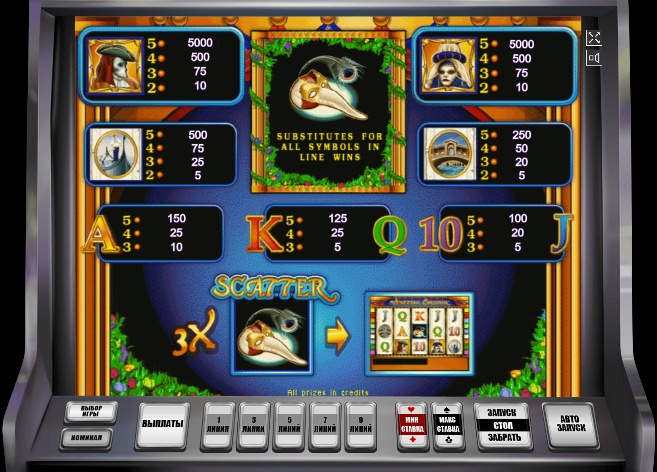 5 5000
4 500
3 75
2 10
SUBSTITUTES FOR
ALL SYMBOLS IN
LINE WINS
5 5000
4 500
3 75
2 10
5 500
4 75
3 25
2 5
5 250
4 50
3 20
2 5
A
5 150
4 25
3 10
K
5 125
4 25
3 5
Q
10
5 100
4 20
3 5
J
SCATTER
3X
All prizes in credits
ВЫБОР
ИГРЫ
НОМИНАЛ
ВЫПЛАТЫ
1
ЛИНИЯ
3
ЛИНИИ
5
ЛИНИЙ
7
ЛИНИЙ
9
ЛИНИЙ
МИН
СТАВКА
МАКС
СТАВКА
ЗАПУСК
СТОП
ЗАБРАТЬ
АВТО
ЗАПУСК